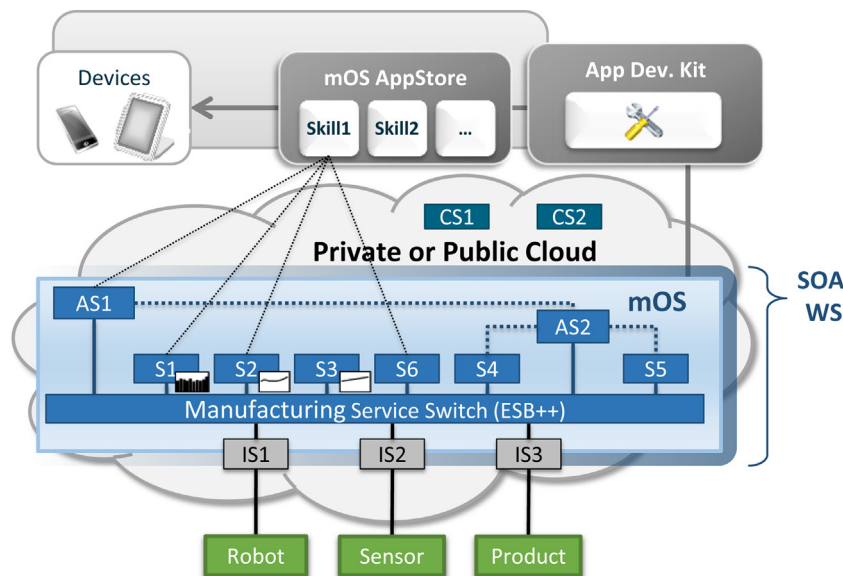 Devices
mOS AppStore
App Dev. Kit
Skill1
Skill2
...
CS1
CS2
Private or Public Cloud
SOA
WS
mOS
AS1
AS2
S1
S2
S3
S6
S4
S5
Manufacturing Service Switch (ESB++)
IS1
IS2
IS3
Robot
Sensor
Product